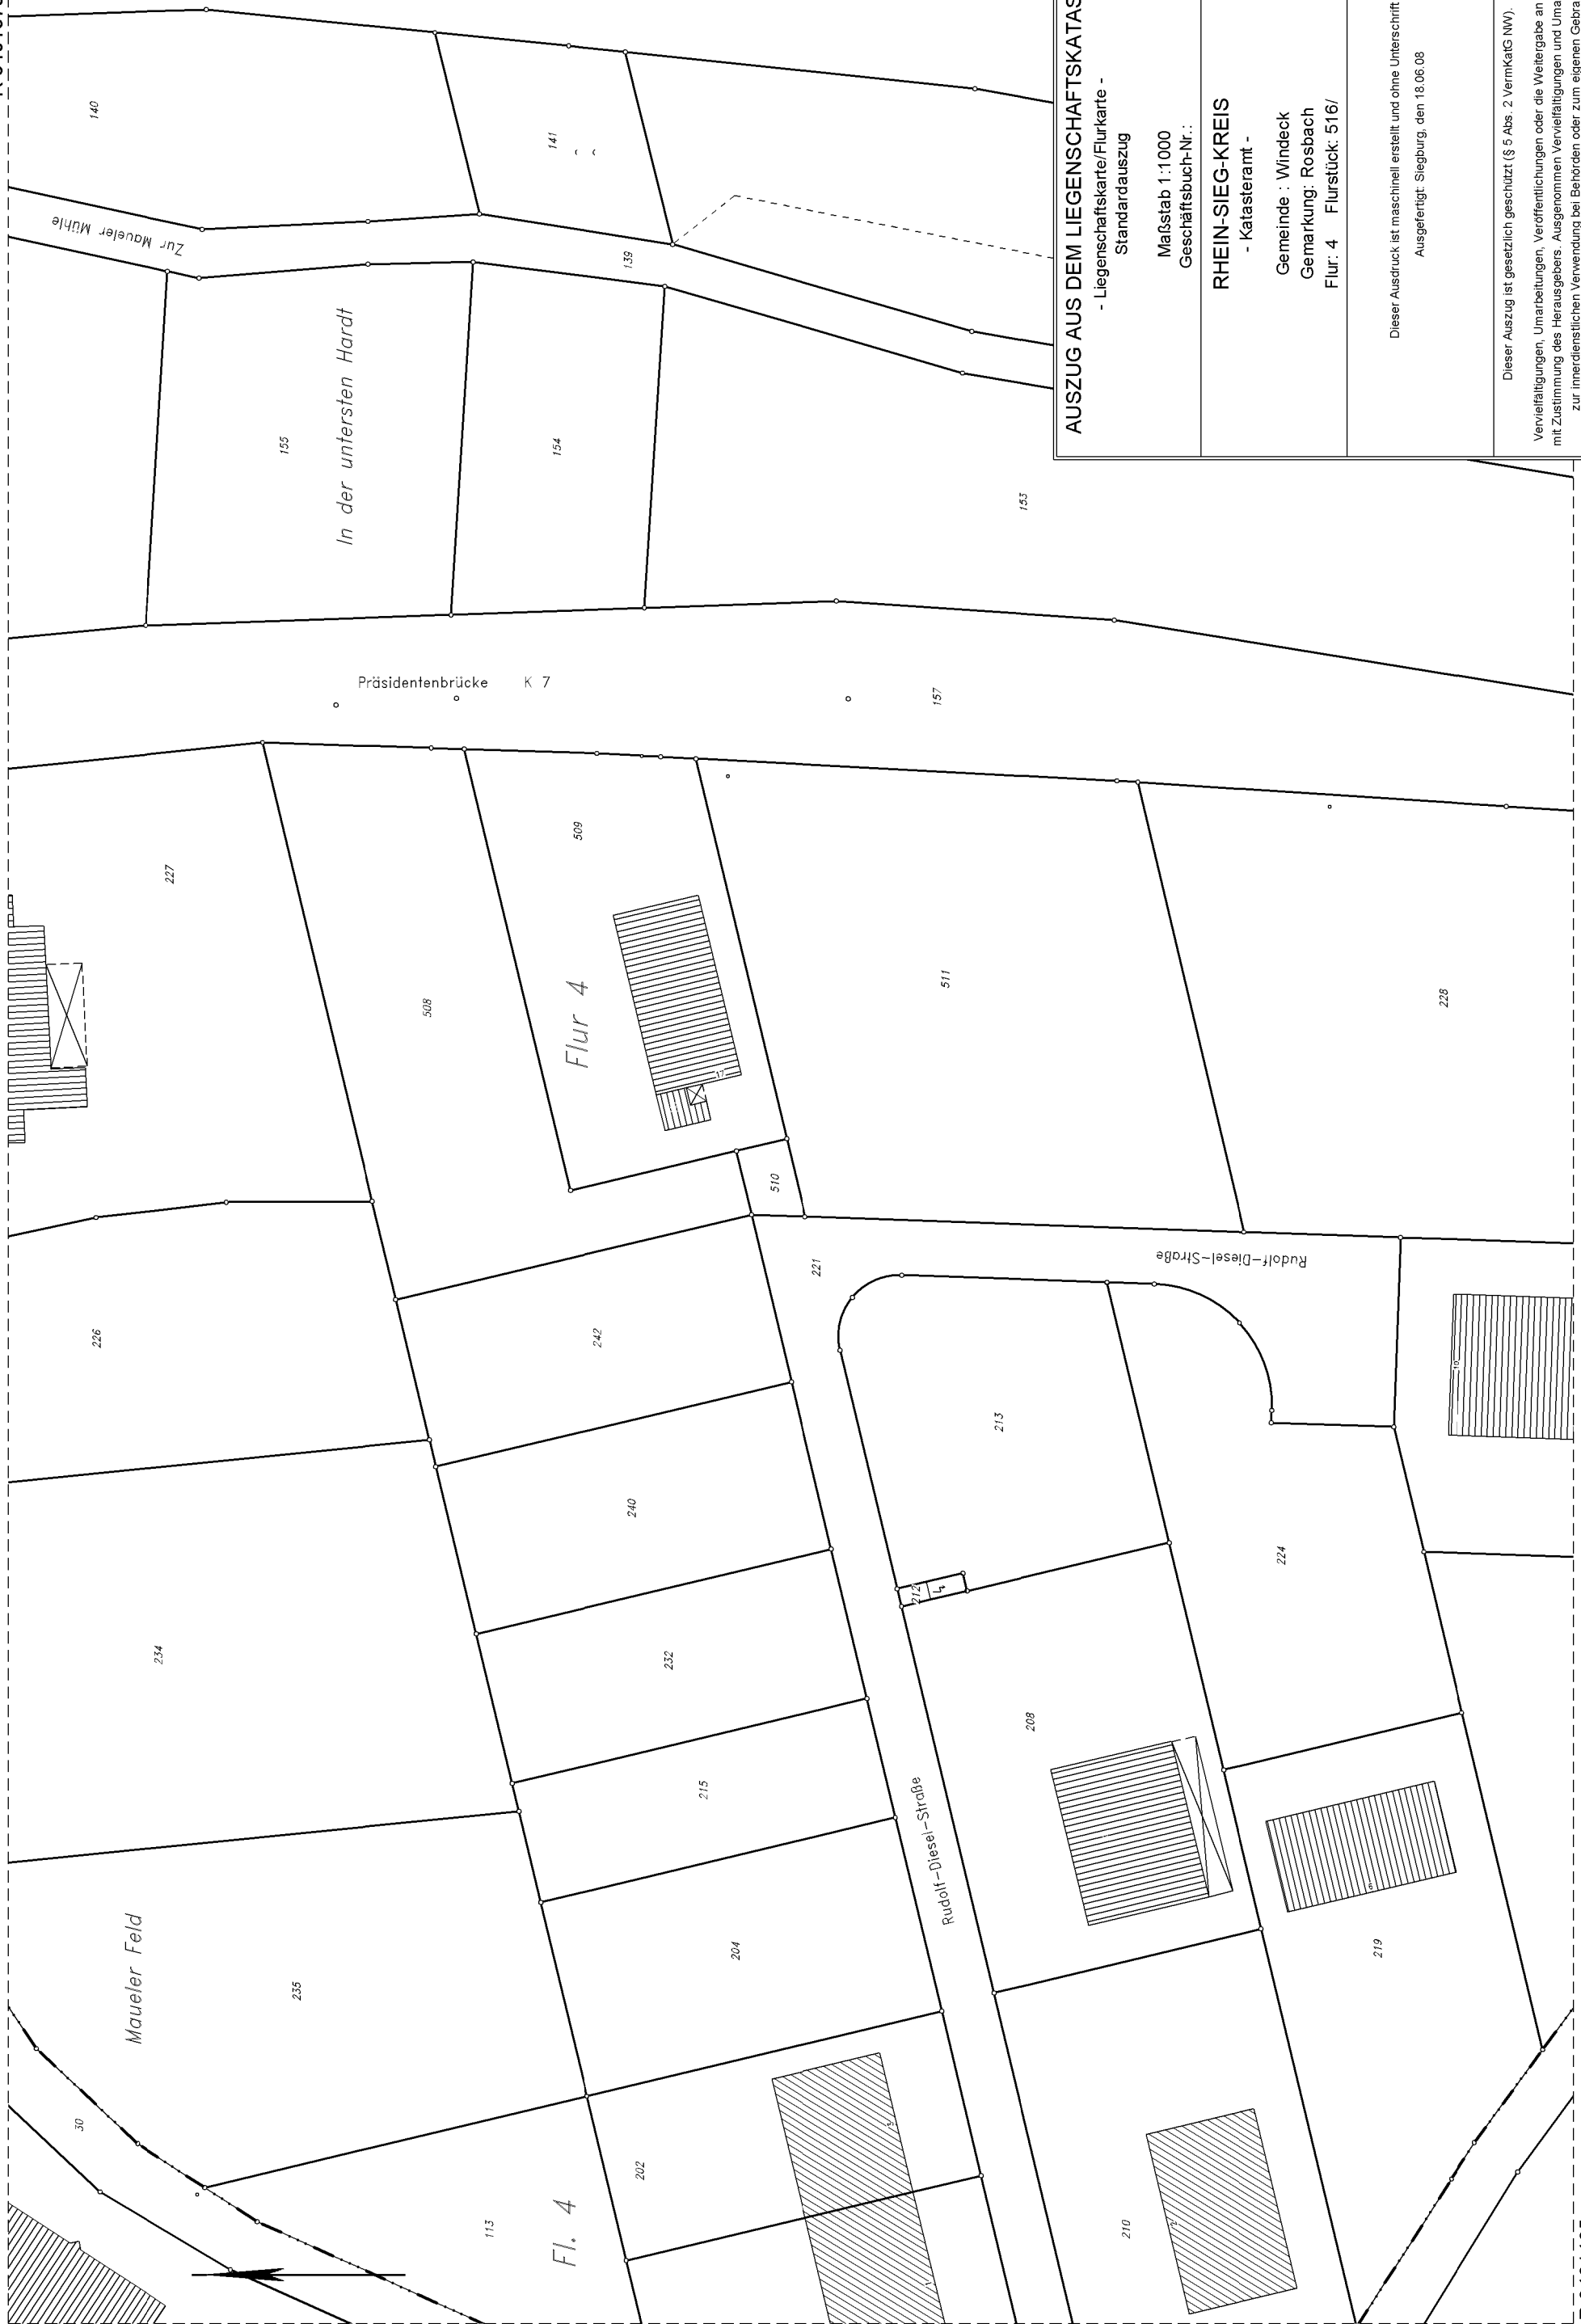 AUSZUG AUS DEM LIEGENSCHAFTSKATAS
- Liegenschaftskarte/Flurkarte -
Standardauszug
Maßstab 1:1000
Geschäftsbuch-Nr.:
RHEIN-SIEG-KREIS
- Katasteramt -
Gemeinde : Windeck
Gemarkung: Rosbach
Flur: 4 Flurstück: 516/
Dieser Ausdruck ist maschinell erstellt und ohne Unterschrift
Ausgefertigt: Siegburg, den 18.06.08
Dieser Auszug ist gesetzlich geschützt (§ 5 Abs. 2 VermKatG NW).
Vervielfältigungen, Umarbeitungen, Veröffentlichungen oder die Weitergabe an
mit Zustimmung des Herausgebers. Ausgenommen Vervielfältigungen und Uma
zur innerdienstlichen Verwendung bei Behörden oder zum eigenen Gebra
140
141
Zur Maueler Mühle
139
155
In der untersten Hardt
154
153
Präsidentenbrücke K 7
157
227
509
508
Flur 4
17
511
228
510
221
Rudolf-Diesel-Straße
226
242
213
10
240
212
224
234
232
208
215
Rudolf-Diesel-Straße
Maueler Feld
235
204
219
6
30
202
3
113
Fl. 4
210
2
1